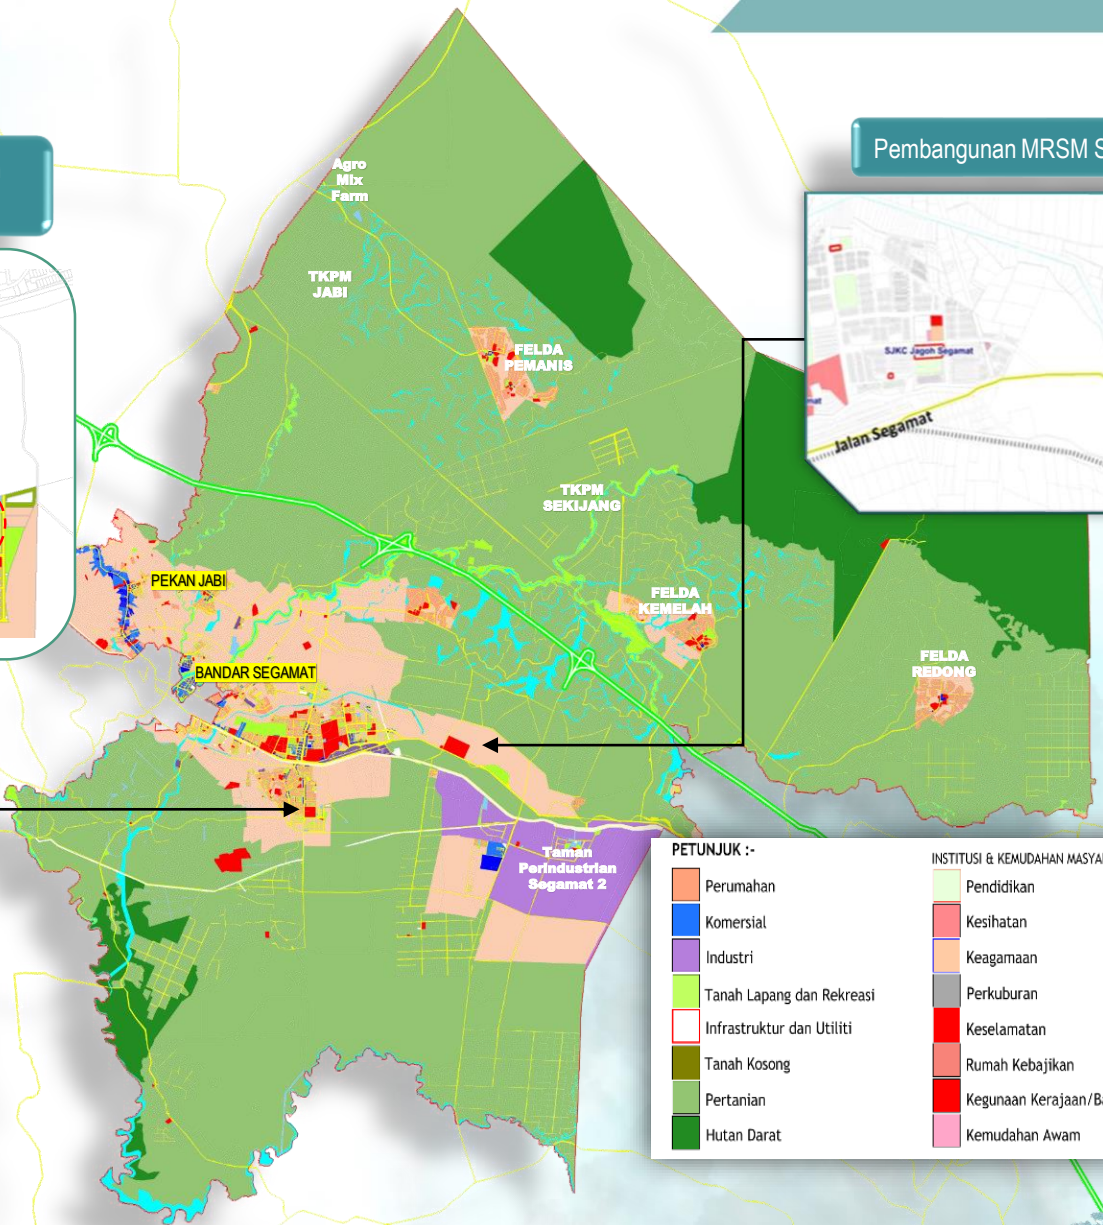 Pembangunan MRSM S
Agro
Mix
Farm
TKPM
JABI
SJKC Jagoh Segamat
Jalan Segamat
FELDA
PEMANIS
TKPM
SEKIJANG
PEKAN JABI
FELDA
KEMELAH
BANDAR SEGAMAT
FELDA
REDONG
Taman
Perindustrian
Segamat 2
PETUNJUK :-
Perumahan
Komersial
Industri
Tanah Lapang dan Rekreasi
Infrastruktur dan Utiliti
Tanah Kosong
Pertanian
Hutan Darat
INSTITUSI & KEMUDAHAN MASYA
Pendidikan
Kesihatan
Keagamaan
Perkuburan
Keselamatan
Rumah Kebajikan
Kegunaan Kerajaan/Ba
Kemudahan Awam